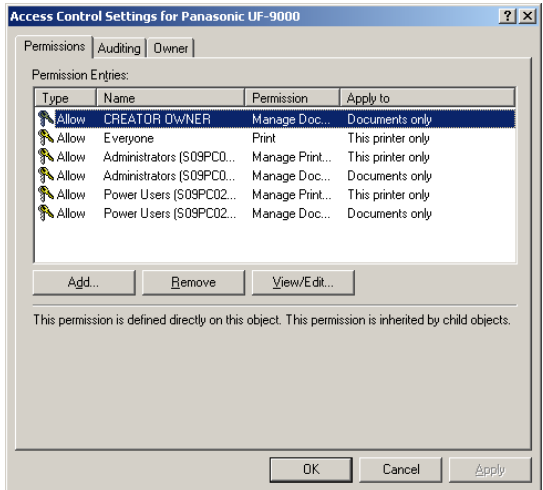 Access Control Settings for Panasonic UF-9000 ? x
Permissions Auditing Owner
Permission Entries:
Type Name Permission Apply to
Allow CREATOR OWNER Manage Doc... Documents only
Allow Everyone Print This printer only
Allow Administrators (S09PC0... Manage Print... This printer only
Allow Administrators (S09PC0... Manage Doc... Documents only
Allow Power Users (S09PC02... Manage Print... This printer only
Allow Power Users (S09PC02... Manage Doc... Documents only
Add... Remove View/Edit...
This permission is defined directly on this object. This permission is inherited by child objects.
OK Cancel Apply